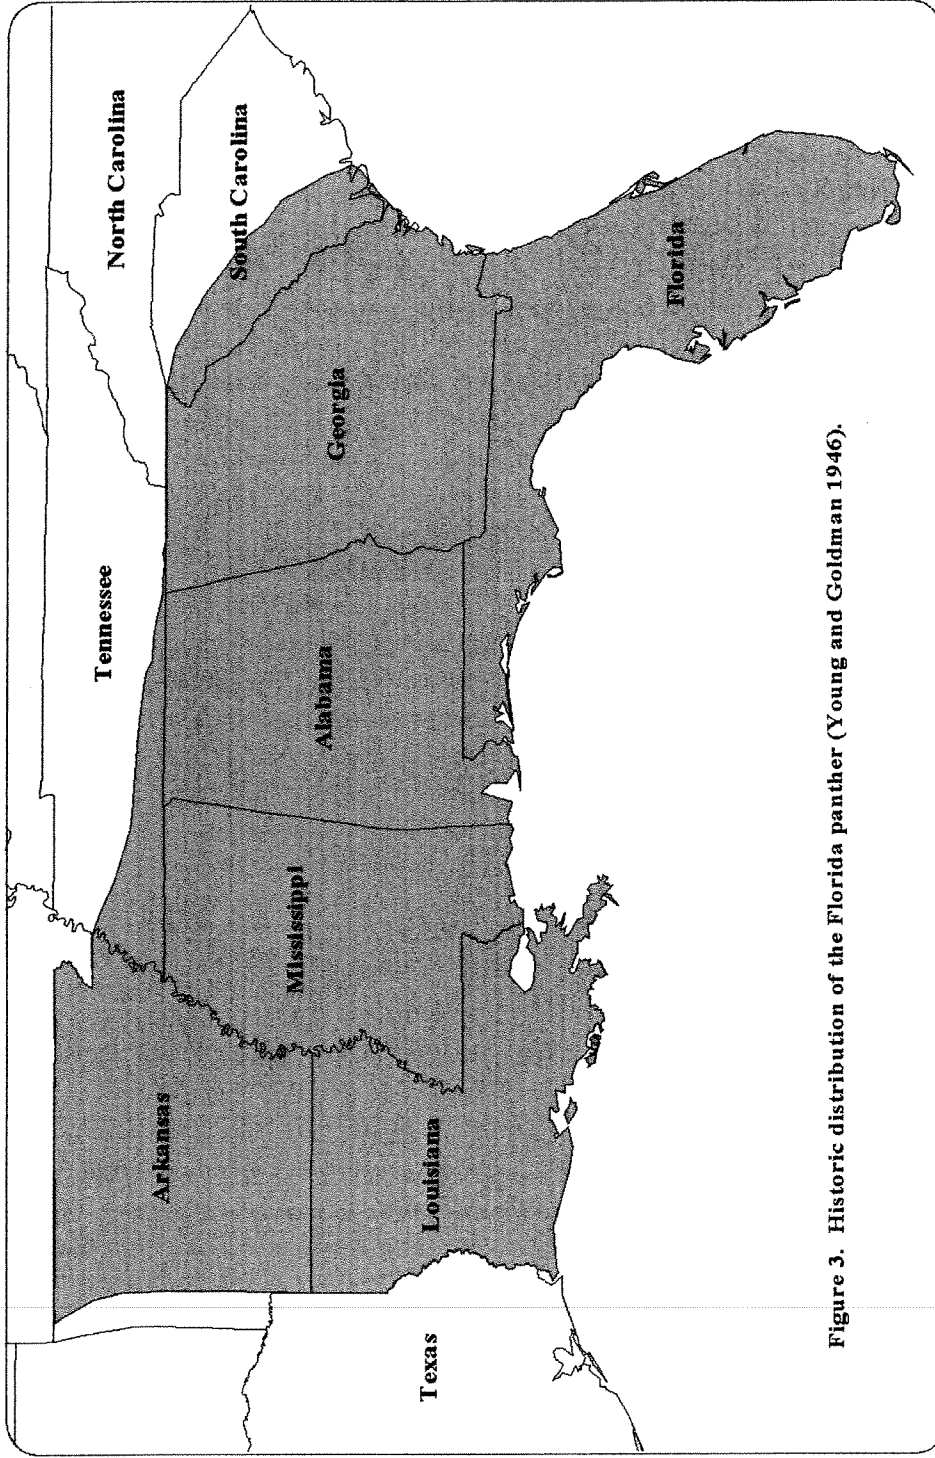 North Carolina
Tennessee
South Carolina
Arkansas
Mississippi
Alabama
Georgia
Louisiana
Texas
Florida
Figure 3. Historic distribution of the Florida panther (Young and Goldman 1946).